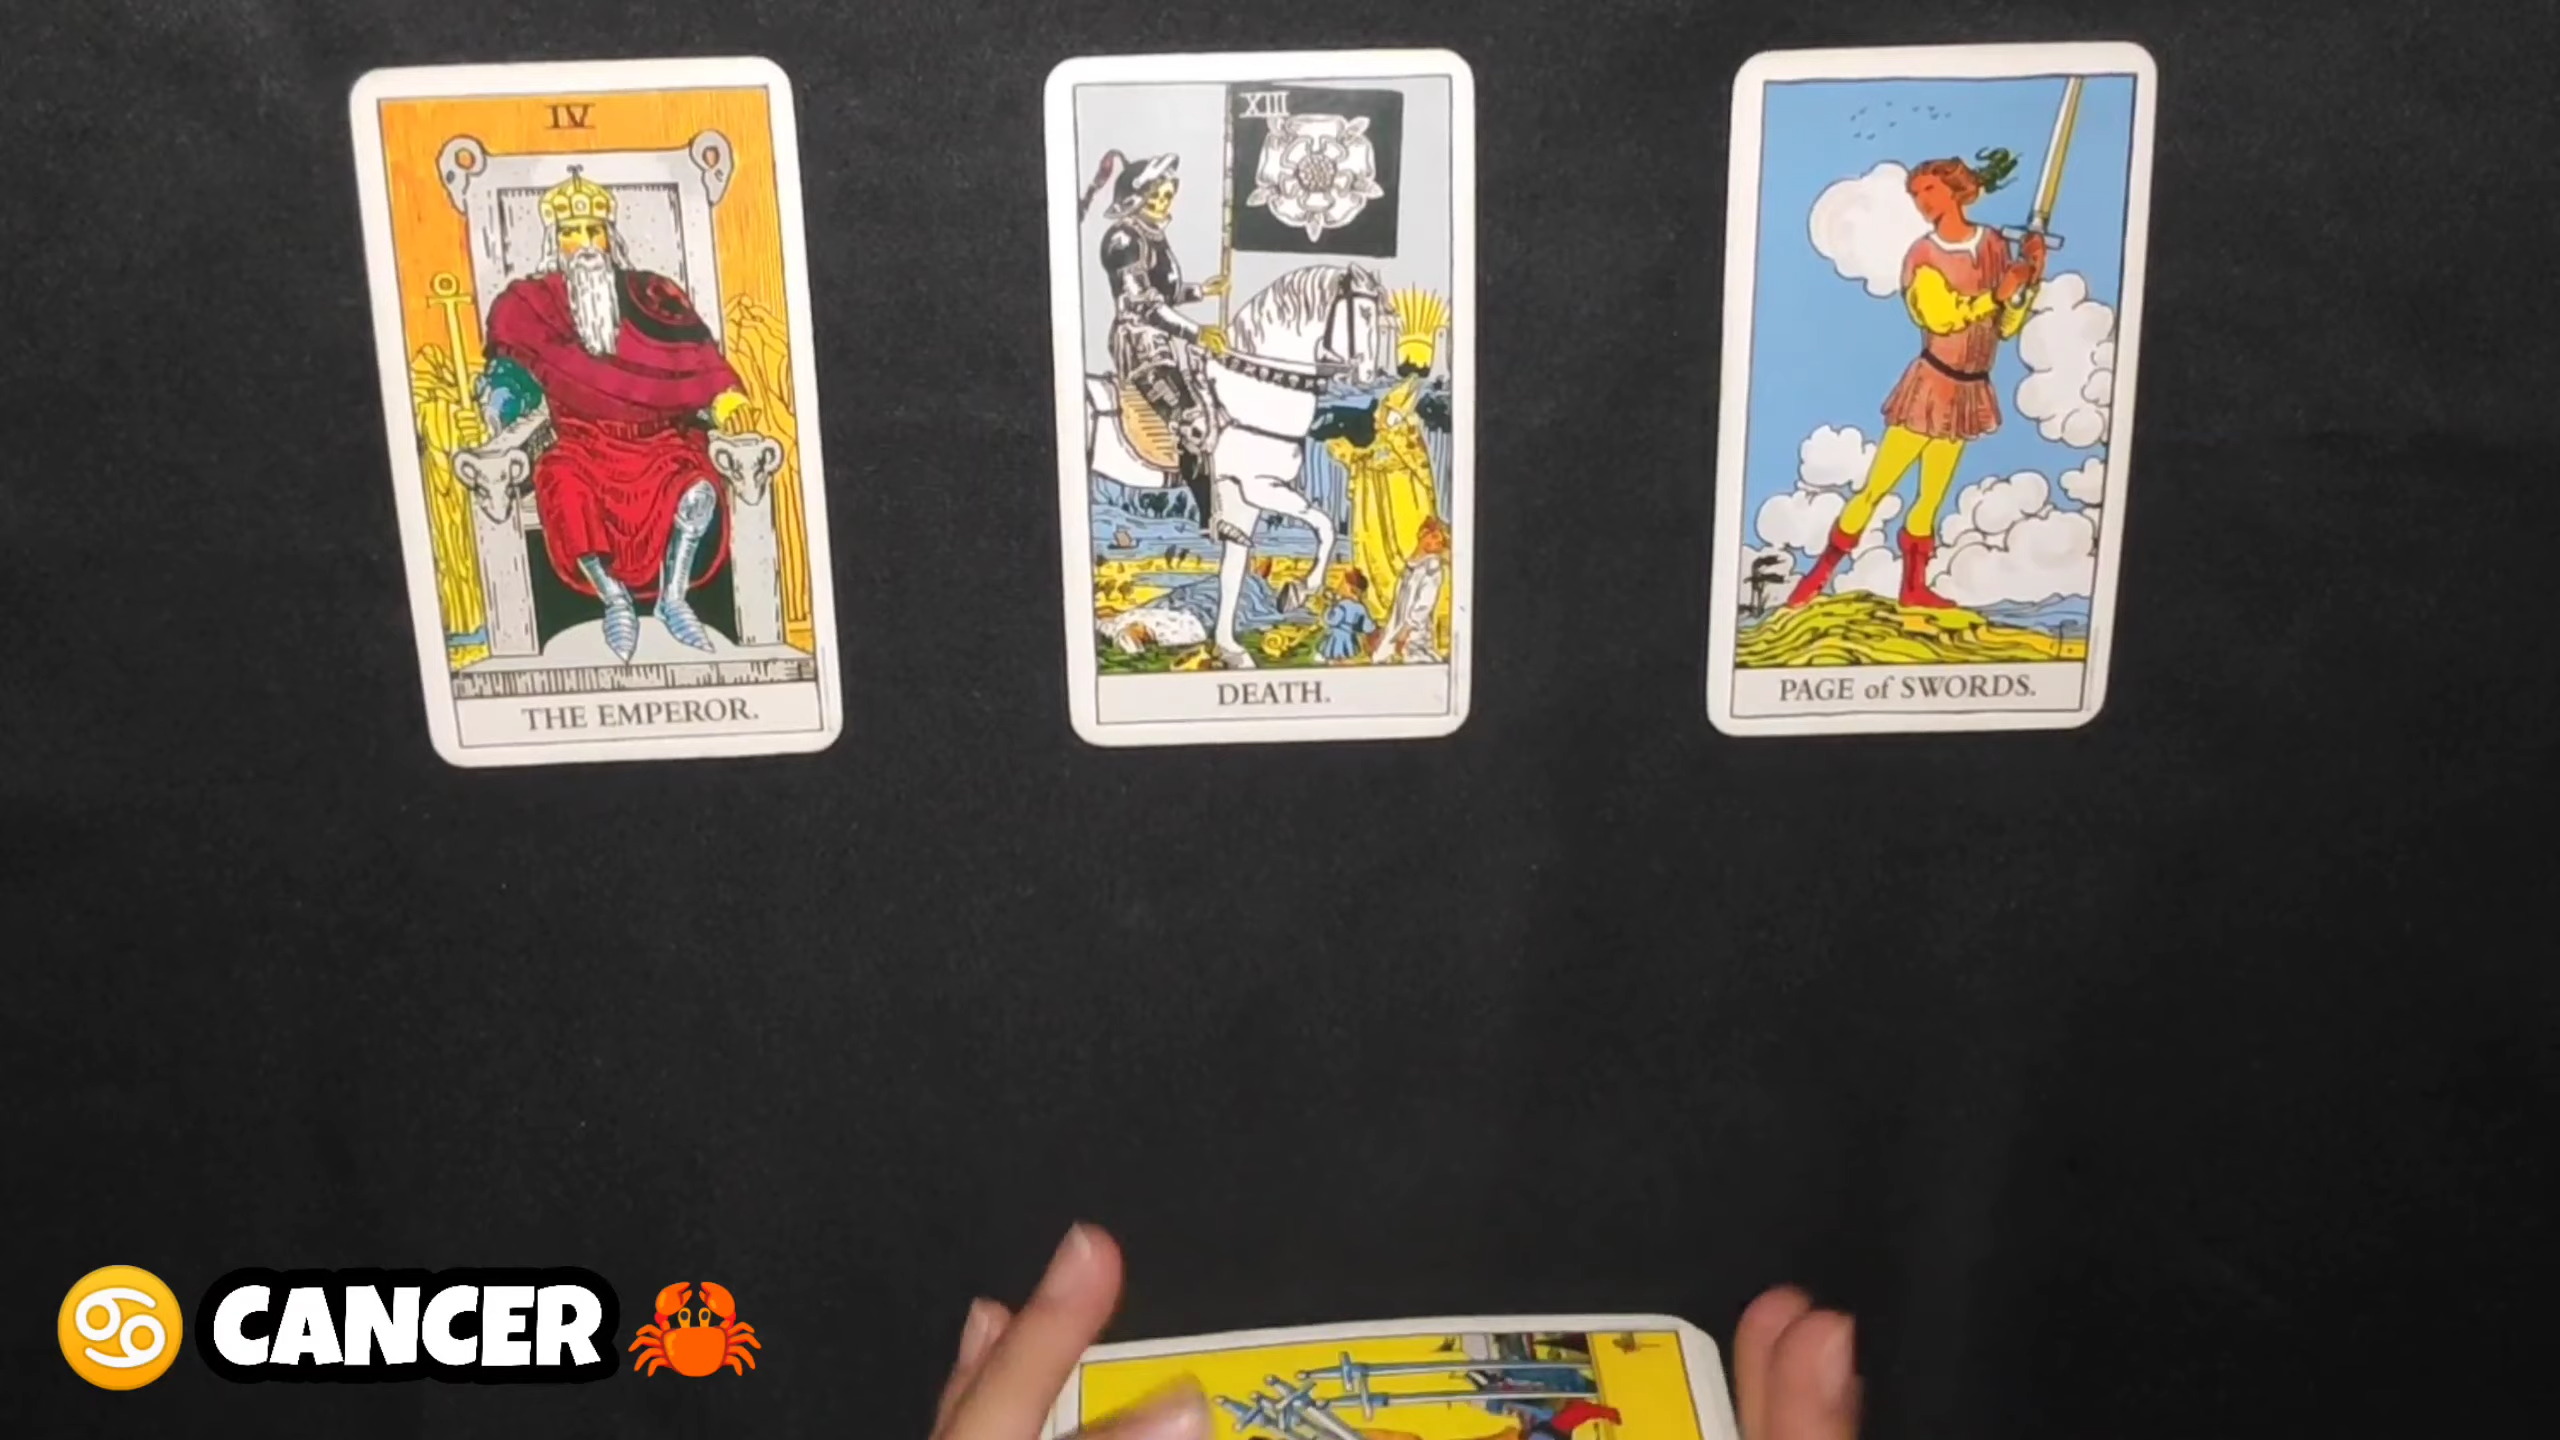 IV
THE EMPEROR.
XIII
DEATH.
PAGE of SWORDS.
CANCER